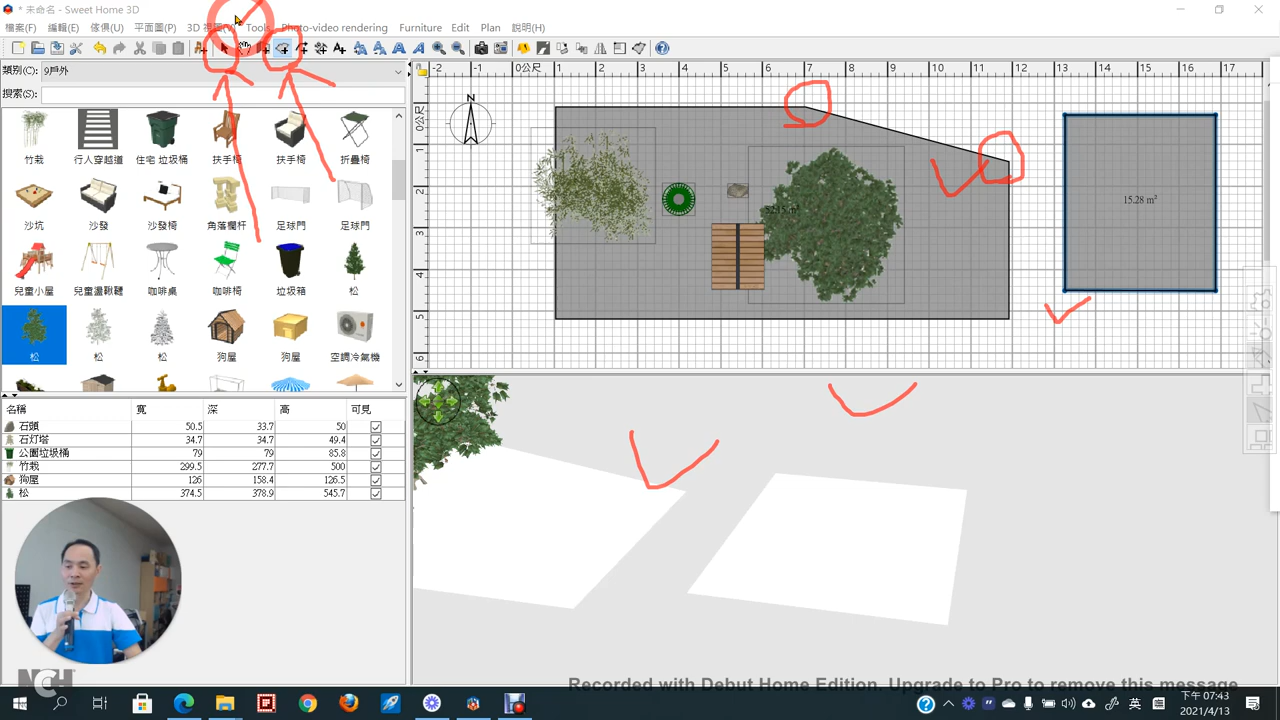 * 未命名 - Sweet Home 3D
檔案(F) 編輯(E) 傢俱(U) 平面圖(P) 3D 視圖(V) Tools Photo-video rendering Furniture Edit Plan 說明(H)
類別(C): 9戶外
搜索(S):
竹栽 行人穿越道 住宅 垃圾桶 扶手椅 扶手椅 折疊椅
沙坑 沙發 沙發椅 角落欄杆 足球門 足球門
兒童小屋 兒童盪鞦韆 咖啡桌 咖啡椅 垃圾箱 松
松 松 松 狗屋 狗屋 空調冷氣機
名稱 寬 深 高 可見
石頭 50.5 33.7 50
石灯塔 34.7 34.7 49.4
公園垃圾桶 79 79 85.8
竹栽 299.5 277.7 500
狗屋 126 158.4 126.5
松 374.5 378.9 545.7
-2 -1 0公尺 1 2 3 4 5 6 7 8 9 10 11 12 13 14 15 16 17
0公尺
1
2
3
4
5
6
N
15.28 m²
NCH
Recorded with Debut Home Edition. Upgrade to Pro to remove this message
英
下午 07:43
2021/4/13